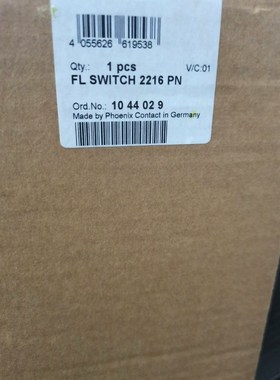 4 055626 619538
Qty.: 1 pcs V/C:01
FL SWITCH 2216 PN
Ord.No.: 10 44 02 9
Made by Phoenix Contact in Germany